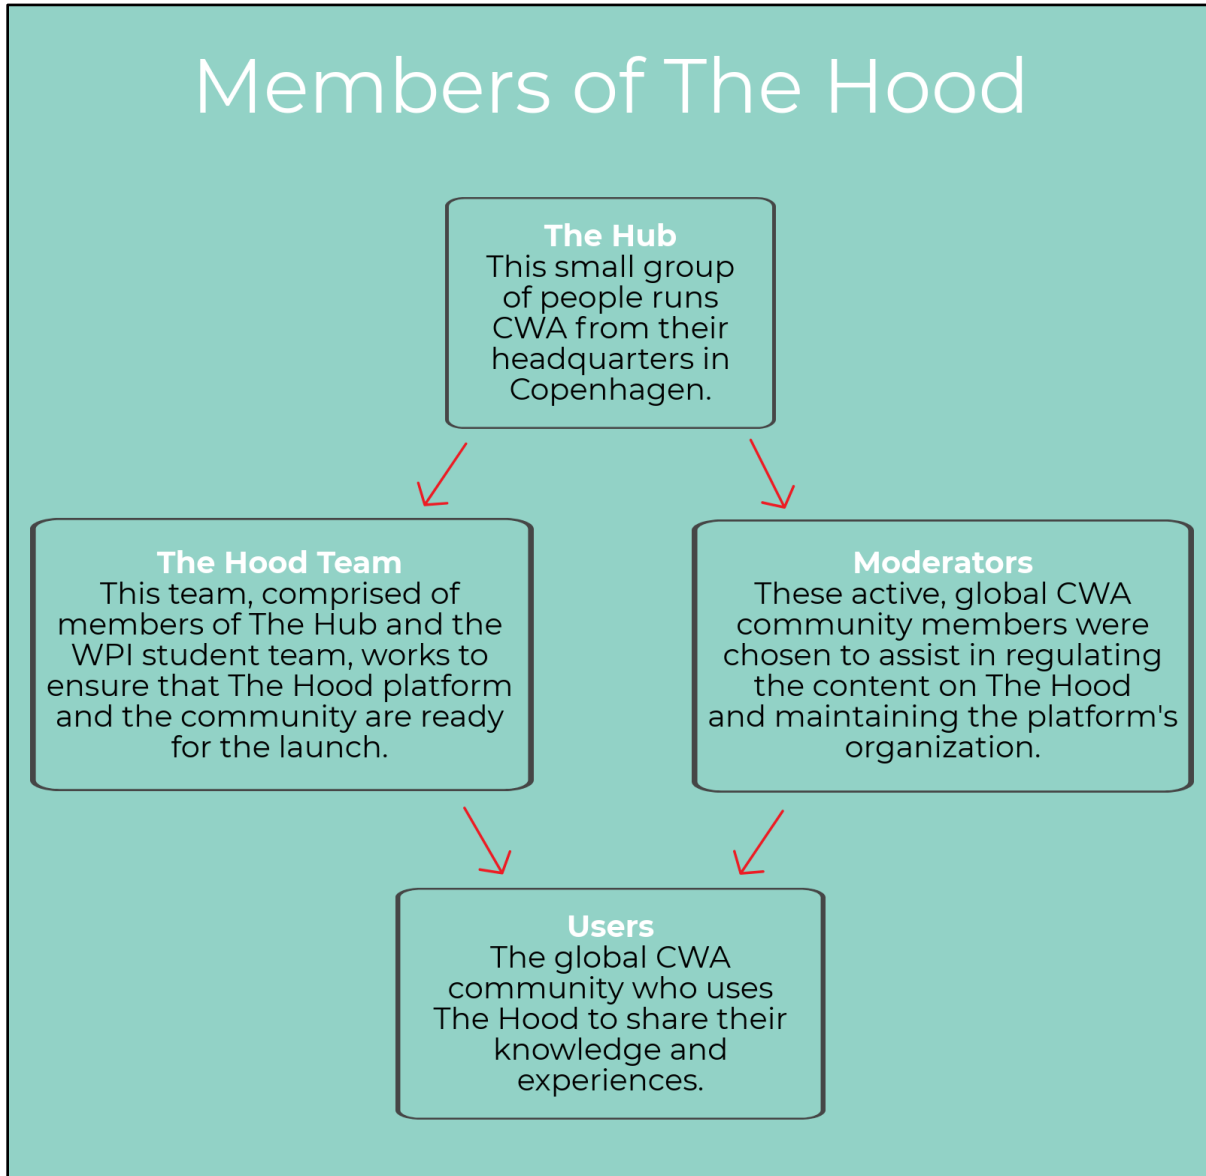 Members of The Hood
The Hub
This small group
of people runs
CWA from their
headquarters in
Copenhagen.
The Hood Team
This team, comprised of
members of The Hub and the
WPI student team, works to
ensure that The Hood platform
and the community are ready
for the launch.
Moderators
These active, global CWA
community members were
chosen to assist in regulating
the content on The Hood
and maintaining the platform's
organization.
Users
The global CWA
community who uses
The Hood to share their
knowledge and
experiences.